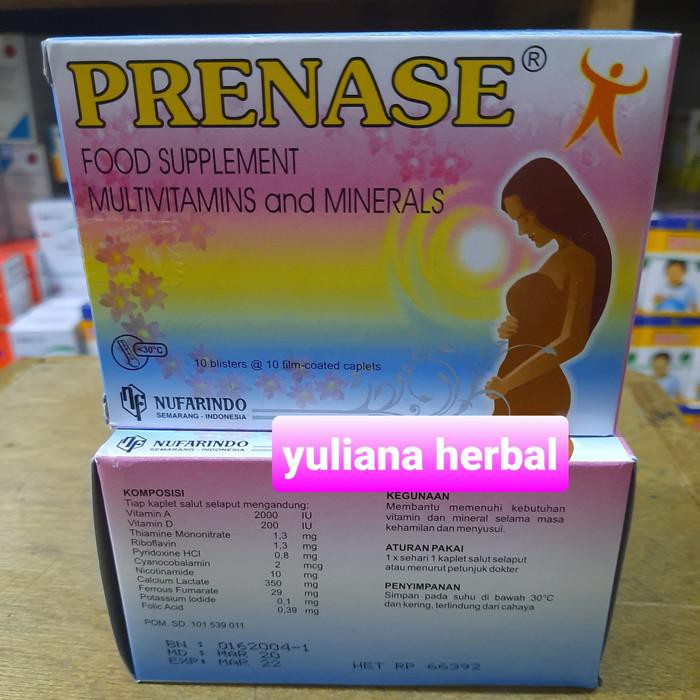 PRENASE®
FOOD SUPPLEMENT
MULTIVITAMINS and MINERALS
<30°C
10 blisters @ 10 film-coated caplets
NUFARINDO
SEMARANG - INDONESIA
NUFARINDO
SEMARANG - INDONESIA
yuliana herbal
KOMPOSISI
Tiap kaplet salut selaput mengandung:
Vitamin A 2000 IU
Vitamin D 200 IU
Thiamine Mononitrate 1,3 mg
Riboflavin 1,3 mg
Pyridoxine HCl 0,8 mg
Cyanocobalamin 2 mcg
Nicotinamide 10 mg
Calcium Lactate 350 mg
Ferrous Fumarate 29 mg
Potassium Iodide 0,1 mg
Folic Acid 0,39 mg
POM. SD. 101 539 011
KEGUNAAN
Membantu memenuhi kebutuhan
vitamin dan mineral selama masa
kehamilan dan menyusui.
ATURAN PAKAI
1 x sehari 1 kaplet salut selaput
atau menurut petunjuk dokter
PENYIMPANAN
Simpan pada suhu di bawah 30°C
dan kering, terlindung dari cahaya
BN : 0162004-1
MD : MAR 20
EXP: MAR 22
HET RP 66392